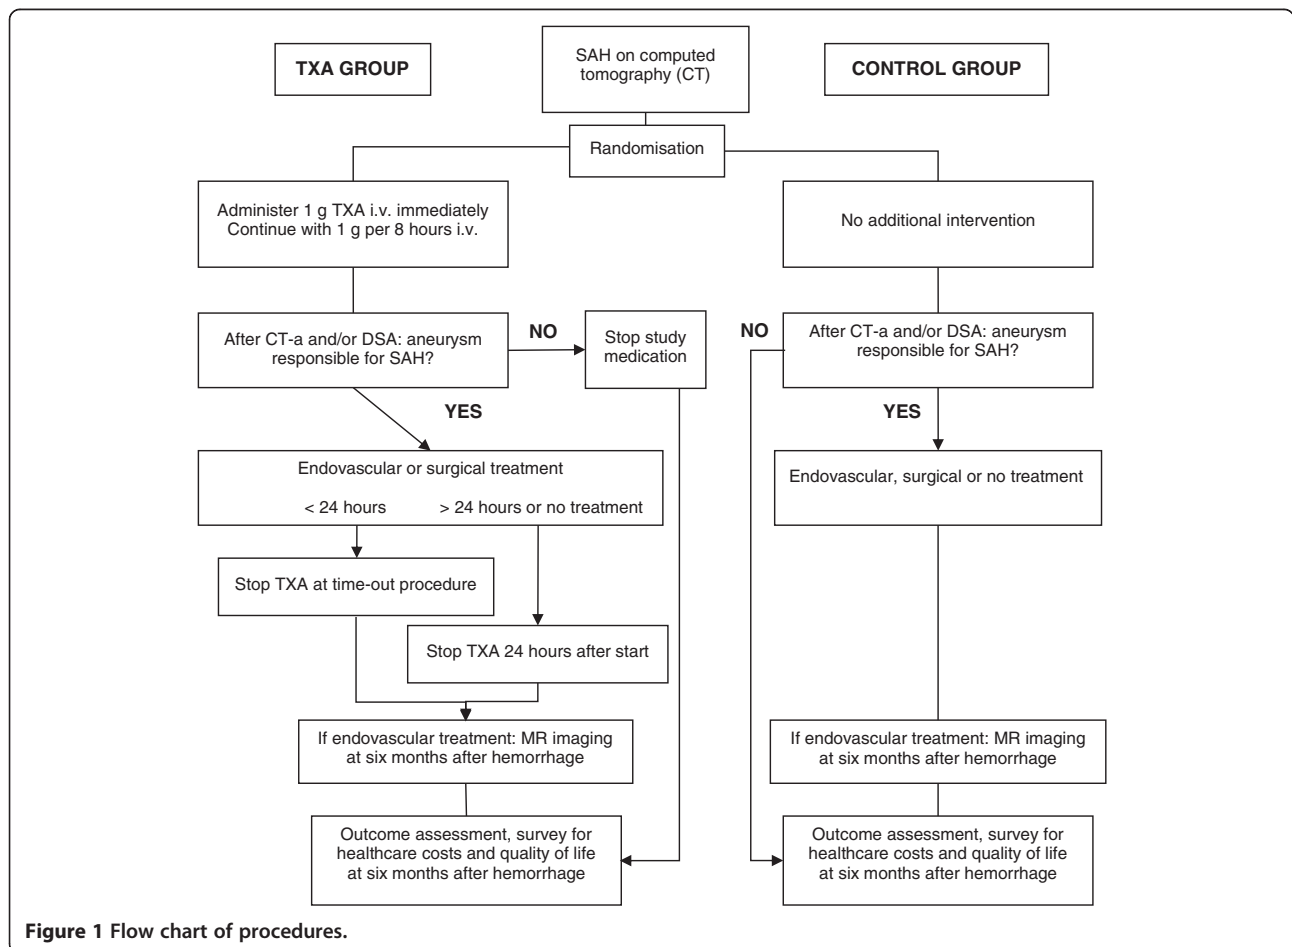 TXA GROUP
SAH on computed
tomography (CT)
CONTROL GROUP
Randomisation
Administer 1 g TXA i.v. immediately
Continue with 1 g per 8 hours i.v.
No additional intervention
After CT-a and/or DSA: aneurysm
responsible for SAH?
NO
Stop study
medication
NO
After CT-a and/or DSA: aneurysm
responsible for SAH?
YES
YES
Endovascular or surgical treatment
< 24 hours
> 24 hours or no treatment
Endovascular, surgical or no treatment
Stop TXA at time-out procedure
Stop TXA 24 hours after start
If endovascular treatment: MR imaging
at six months after hemorrhage
If endovascular treatment: MR imaging
at six months after hemorrhage
Outcome assessment, survey for
healthcare costs and quality of life
at six months after hemorrhage
Outcome assessment, survey for
healthcare costs and quality of life
at six months after hemorrhage
Figure 1 Flow chart of procedures.